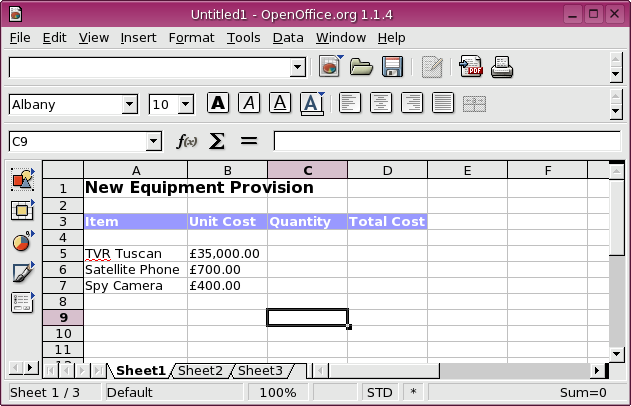 Untitled1 - OpenOffice.org 1.1.4
File Edit View Insert Format Tools Data Window Help
PDF
Albany 10 A A A A
C9 f(x) Σ =
A B C D E F
1 New Equipment Provision
2
3 Item Unit Cost Quantity Total Cost
4
5 TVR Tuscan £35,000.00
6 Satellite Phone £700.00
7 Spy Camera £400.00
8
9
10
11
Sheet1 Sheet2 Sheet3
Sheet 1 / 3 Default 100% STD * Sum=0